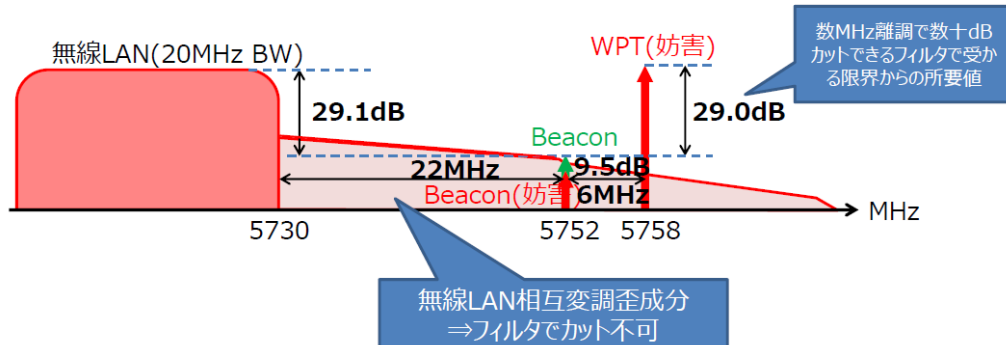 無線LAN(20MHz BW)
WPT(妨害)
数MHz離調で数十dB
カットできるフィルタで受か
る限界からの所要値
29.1dB
29.0dB
Beacon
22MHz
9.5dB
Beacon(妨害)
6MHz
MHz
5730
5752
5758
無線LAN相互変調歪成分
⇒フィルタでカット不可